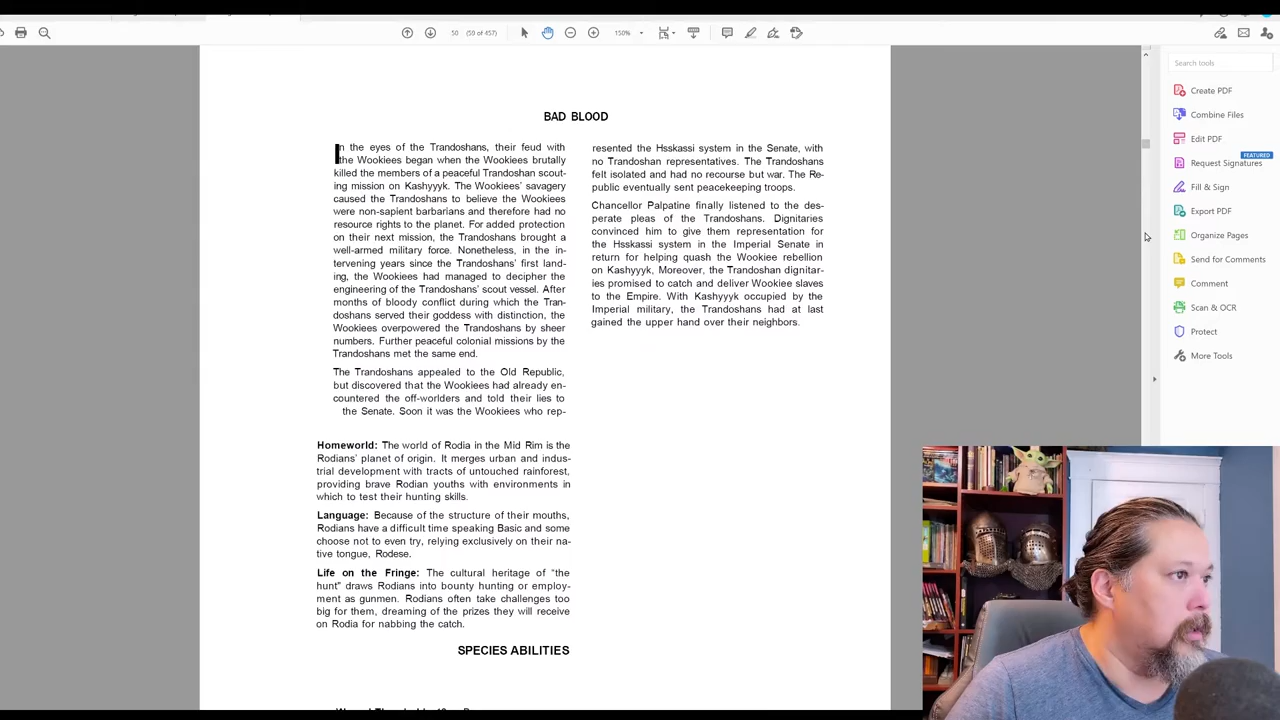 50 (50 of 457)
150%
Search tools
BAD BLOOD
In the eyes of the Trandoshans, their feud with
the Wookiees began when the Wookiees brutally
killed the members of a peaceful Trandoshan scout-
ing mission on Kashyyyk. The Wookiees' savagery
caused the Trandoshans to believe the Wookiees
were non-sapient barbarians and therefore had no
resource rights to the planet. For added protection
on their next mission, the Trandoshans brought a
well-armed military force. Nonetheless, in the in-
tervening years since the Trandoshans' first land-
ing, the Wookiees had managed to decipher the
engineering of the Trandoshans' scout vessel. After
months of bloody conflict during which the Tran-
doshans served their goddess with distinction, the
Wookiees overpowered the Trandoshans by sheer
numbers. Further peaceful colonial missions by the
Trandoshans met the same end.
The Trandoshans appealed to the Old Republic,
but discovered that the Wookiees had already en-
countered the off-worlders and told their lies to
the Senate. Soon it was the Wookiees who rep-
resented the Hsskassi system in the Senate, with
no Trandoshan representatives. The Trandoshans
felt isolated and had no recourse but war. The Re-
public eventually sent peacekeeping troops.
Chancellor Palpatine finally listened to the des-
perate pleas of the Trandoshans. Dignitaries
convinced him to give them representation for
the Hsskassi system in the Imperial Senate in
return for helping quash the Wookiee rebellion
on Kashyyyk, Moreover, the Trandoshan dignitar-
ies promised to catch and deliver Wookiee slaves
to the Empire. With Kashyyyk occupied by the
Imperial military, the Trandoshans had at last
gained the upper hand over their neighbors.
Homeworld: The world of Rodia in the Mid Rim is the
Rodians' planet of origin. It merges urban and indus-
trial development with tracts of untouched rainforest,
providing brave Rodian youths with environments in
which to test their hunting skills.
Language: Because of the structure of their mouths,
Rodians have a difficult time speaking Basic and some
choose not to even try, relying exclusively on their na-
tive tongue, Rodese.
Life on the Fringe: The cultural heritage of "the
hunt" draws Rodians into bounty hunting or employ-
ment as gunmen. Rodians often take challenges too
big for them, dreaming of the prizes they will receive
on Rodia for nabbing the catch.
SPECIES ABILITIES
Create PDF
Combine Files
Edit PDF
FEATURED
Request Signatures
Fill & Sign
Export PDF
Organize Pages
Send for Comments
Comment
Scan & OCR
Protect
More Tools